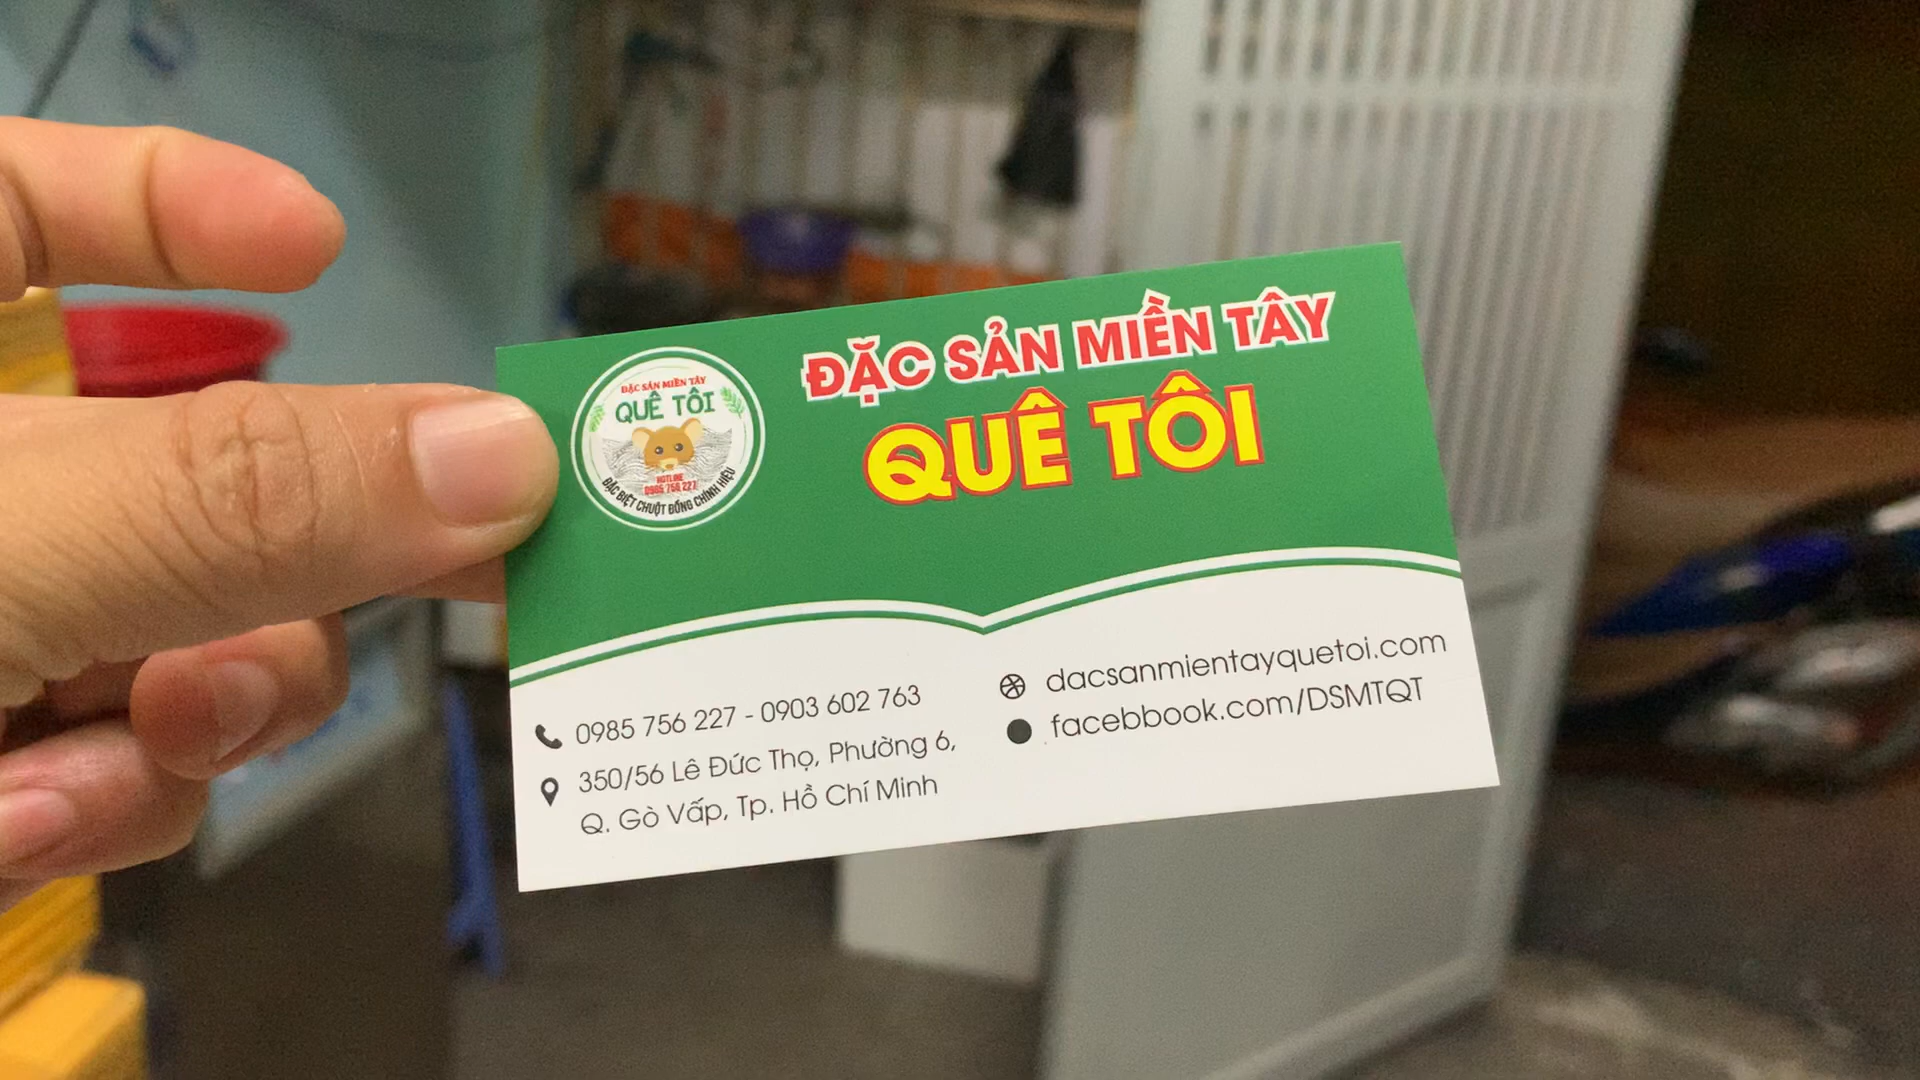 ĐẶC SẢN MIỀN TÂY
QUÊ TÔI
HOTLINE
0985 756 227
ĐẶC BIỆT CHUỘT ĐỒNG CHÍNH HIỆU
ĐẶC SẢN MIỀN TÂY
QUÊ TÔI
0985 756 227 - 0903 602 763
350/56 Lê Đức Thọ, Phường 6,
Q. Gò Vấp, Tp. Hồ Chí Minh
dacsanmientayquetoi.com
facebbook.com/DSMTQT